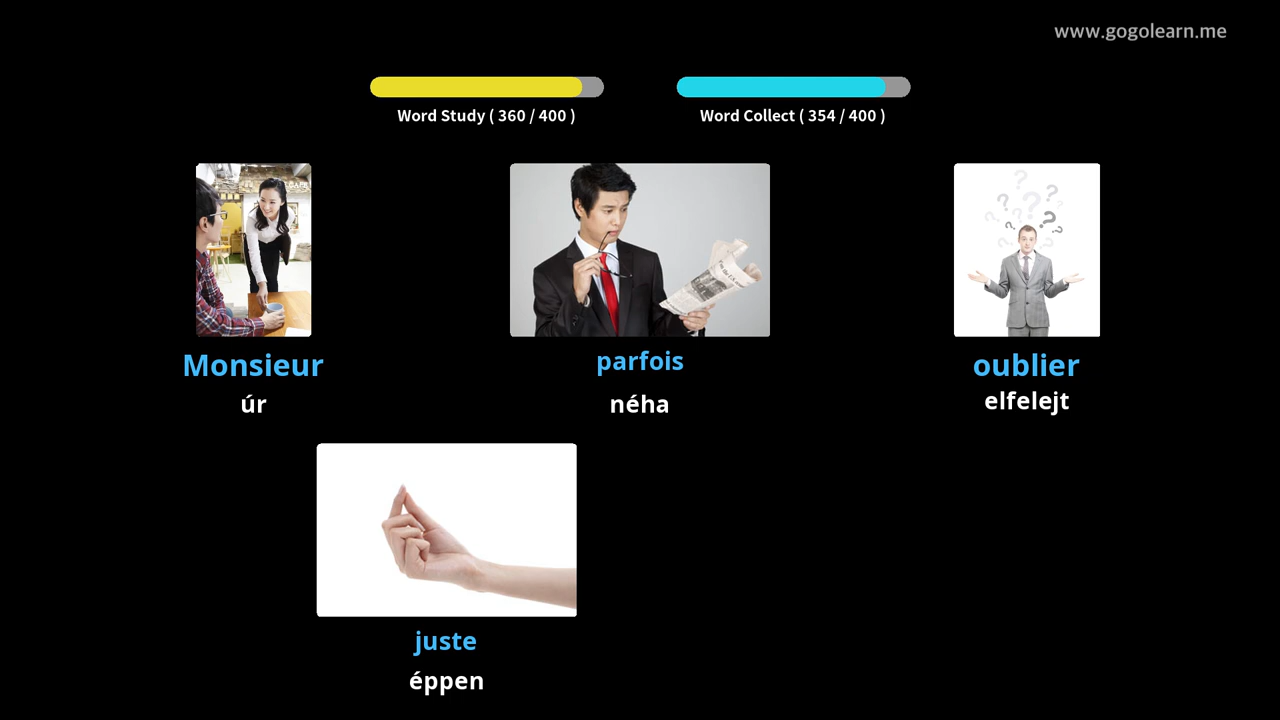 www.gogolearn.me
Word Study ( 360 / 400 )
Word Collect ( 354 / 400 )
Monsieur
úr
parfois
néha
oublier
elfelejt
juste
éppen